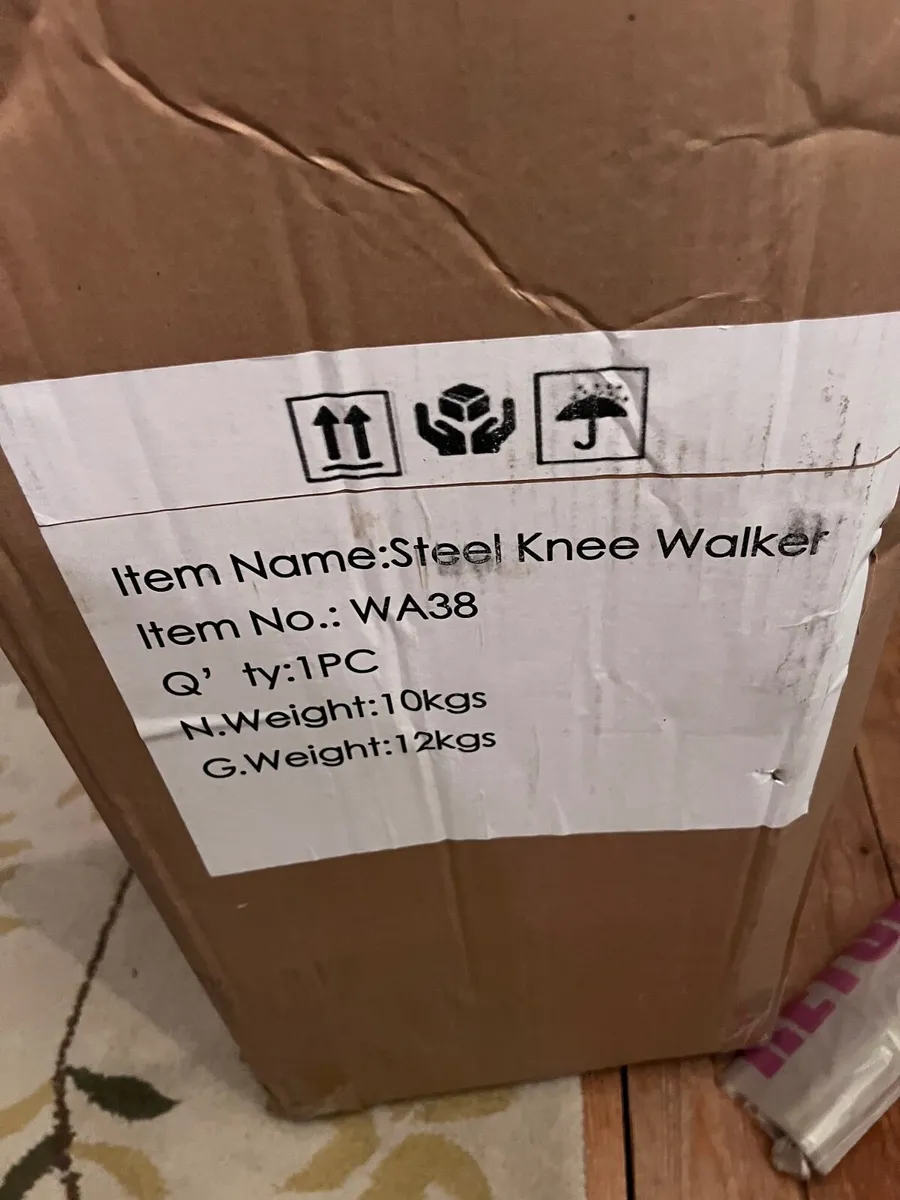 Item Name:Steel Knee Walker
Item No.: WA38
Q' ty:1PC
N.Weight:10kgs
G.Weight:12kgs